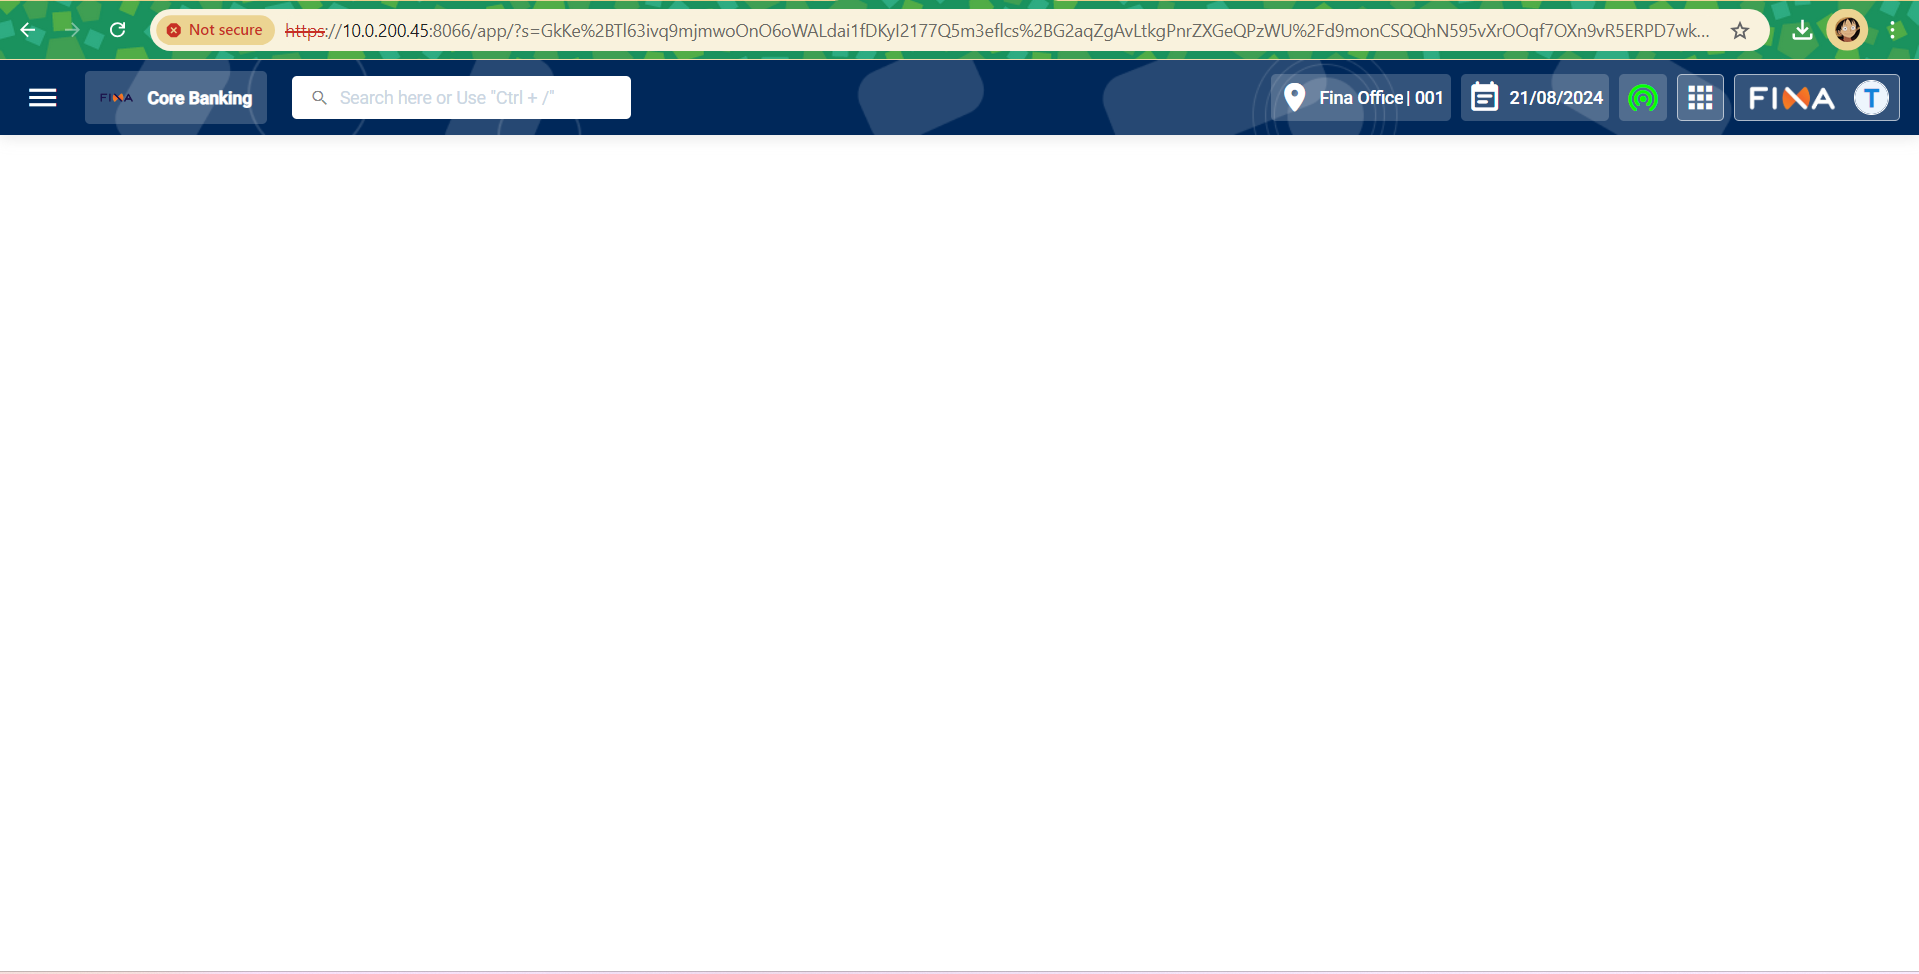 Not secure
https://10.0.200.45:8066/app/?s=GkKe%2BTl63ivq9mjmwoOnO6oWALdai1fDKyI2177Q5m3eflcs%2BG2aqZgAvLtkgPnrZXGeQPzWU%2Fd9monCSQQhN595vXrOOqf7OXn9vR5ERPD7wk...
FINA Core Banking
Search here or Use "Ctrl + /"
Fina Office | 001
21/08/2024
FINA
T